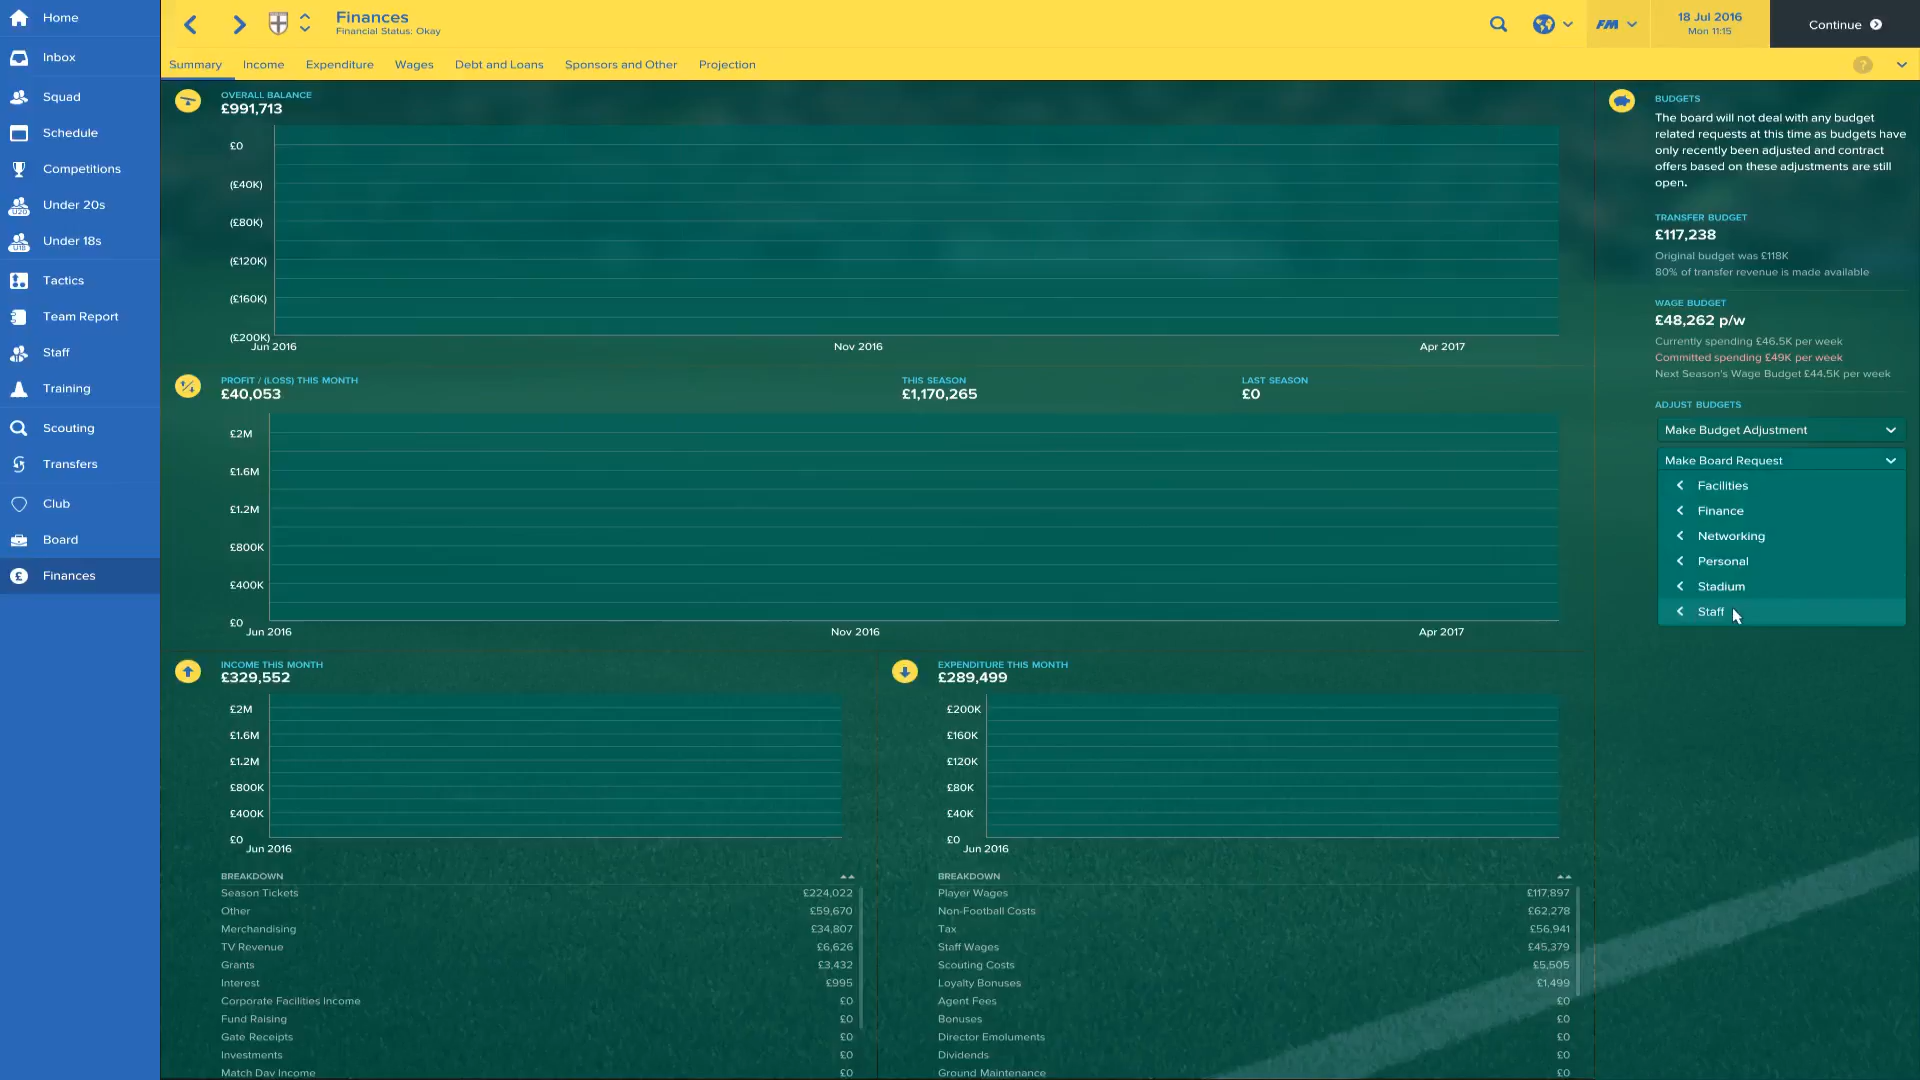 Home
Inbox
Squad
Schedule
Competitions
Under 20s
Under 18s
Tactics
Team Report
Staff
Training
Scouting
Transfers
Club
Board
Finances
Finances
Financial Status: Okay
FM
18 Jul 2016
Mon 11:15
Continue
Summary Income Expenditure Wages Debt and Loans Sponsors and Other Projection
?
OVERALL BALANCE
£991,713
£0
(£40K)
(£80K)
(£120K)
(£160K)
(£200K)
Jun 2016 Nov 2016 Apr 2017
PROFIT / (LOSS) THIS MONTH
£40,053
THIS SEASON
£1,170,265
LAST SEASON
£0
£2M
£1.6M
£1.2M
£800K
£400K
£0
Jun 2016 Nov 2016 Apr 2017
INCOME THIS MONTH
£329,552
£2M
£1.6M
£1.2M
£800K
£400K
£0
Jun 2016
BREAKDOWN
Season Tickets £224,022
Other £59,670
Merchandising £34,807
TV Revenue £6,626
Grants £3,432
Interest £995
Corporate Facilities Income £0
Fund Raising £0
Gate Receipts £0
Investments £0
Match Day Income £0
EXPENDITURE THIS MONTH
£289,499
£200K
£160K
£120K
£80K
£40K
£0
Jun 2016
BREAKDOWN
Player Wages £117,897
Non-Football Costs £62,278
Tax £56,941
Staff Wages £45,379
Scouting Costs £5,505
Loyalty Bonuses £1,499
Agent Fees £0
Bonuses £0
Director Emoluments £0
Dividends £0
Ground Maintenance £0
BUDGETS
The board will not deal with any budget
related requests at this time as budgets have
only recently been adjusted and contract
offers based on these adjustments are still
open.
TRANSFER BUDGET
£117,238
Original budget was £118K
80% of transfer revenue is made available
WAGE BUDGET
£48,262 p/w
Currently spending £46.5K per week
Committed spending £49K per week
Next Season's Wage Budget £44.5K per week
ADJUST BUDGETS
Make Budget Adjustment
Make Board Request
Facilities
Finance
Networking
Personal
Stadium
Staff